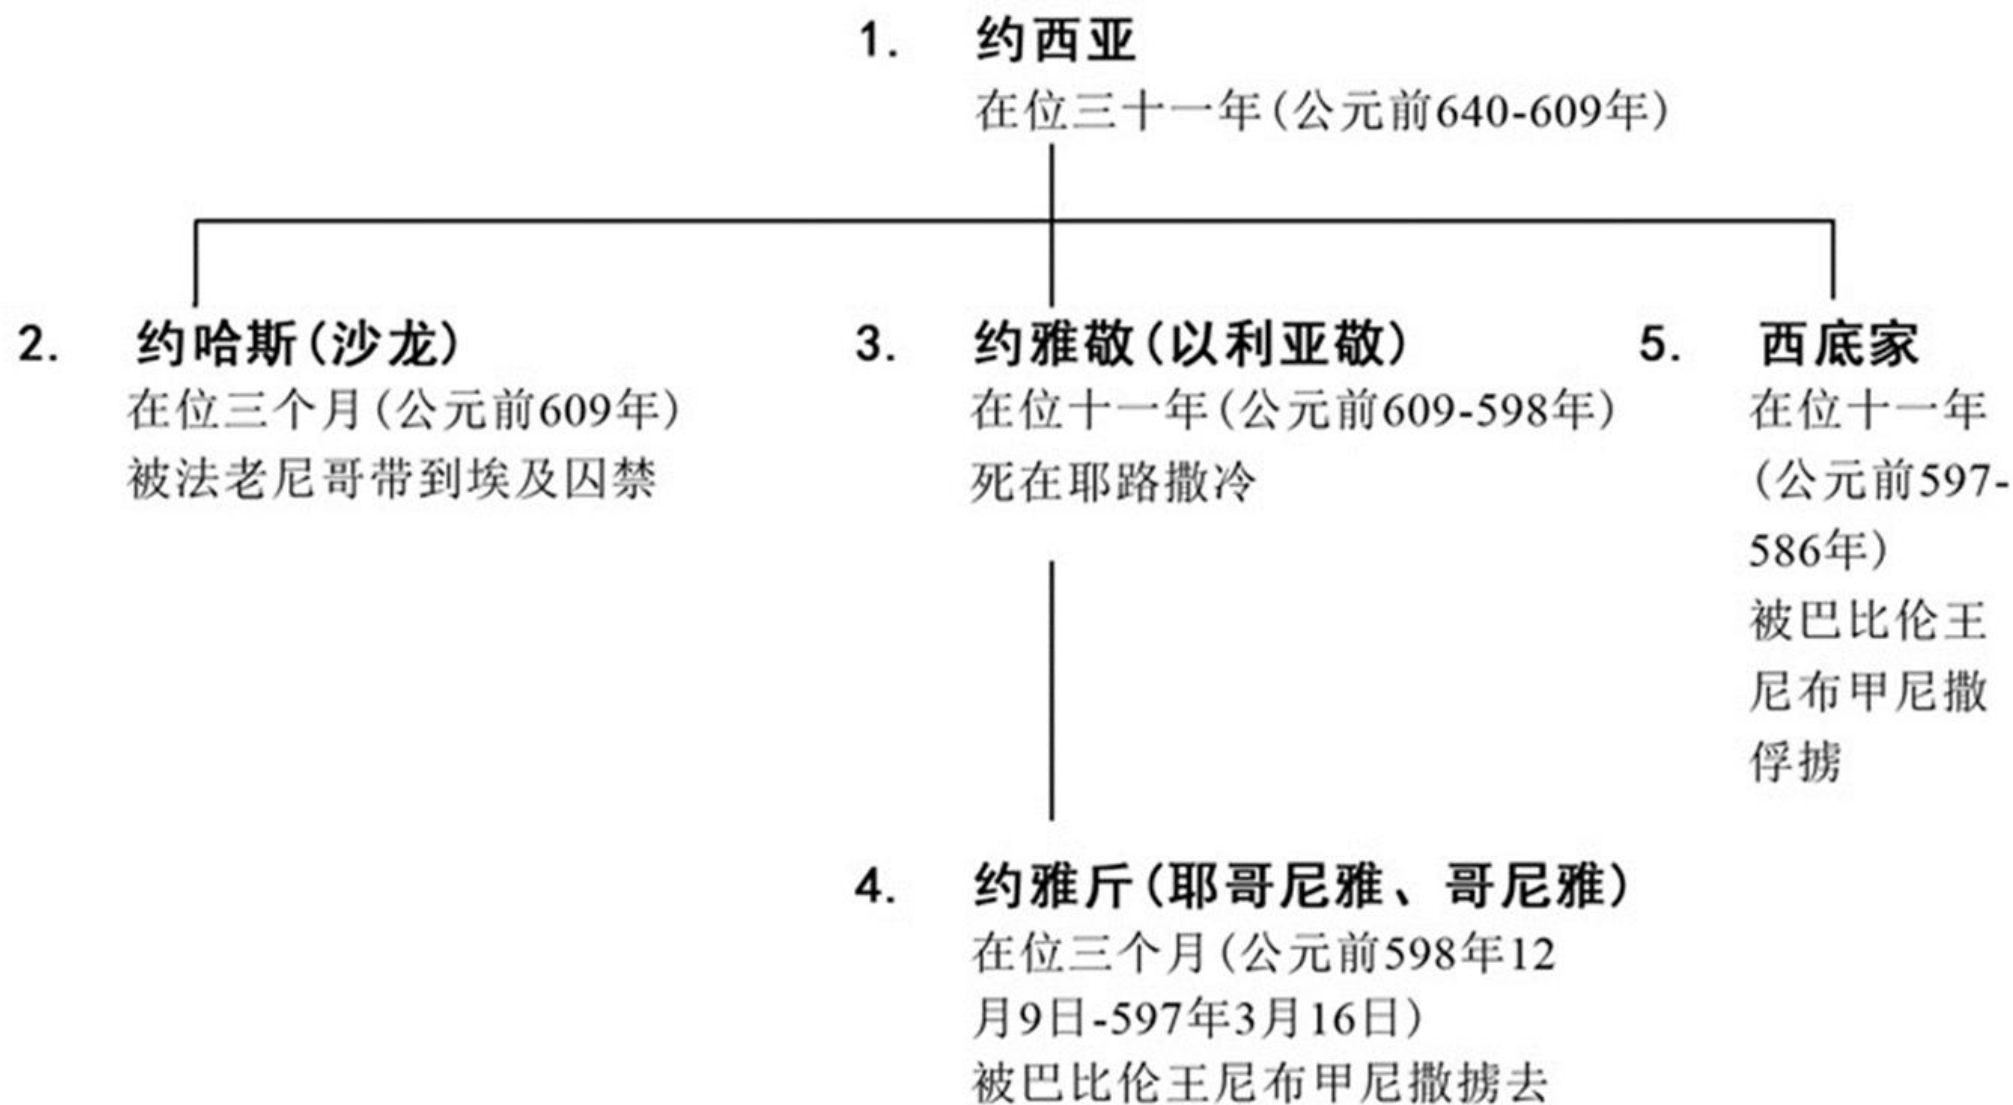 1. 约西亚
在位三十一年(公元前640-609年)
2. 约哈斯(沙龙)
在位三个月(公元前609年)
被法老尼哥带到埃及囚禁
3. 约雅敬(以利亚敬)
在位十一年(公元前609-598年)
死在耶路撒冷
5. 西底家
在位十一年
(公元前597-
586年)
被巴比伦王
尼布甲尼撒
俘掳
4. 约雅斤(耶哥尼雅、哥尼雅)
在位三个月(公元前598年12
月9日-597年3月16日)
被巴比伦王尼布甲尼撒掳去